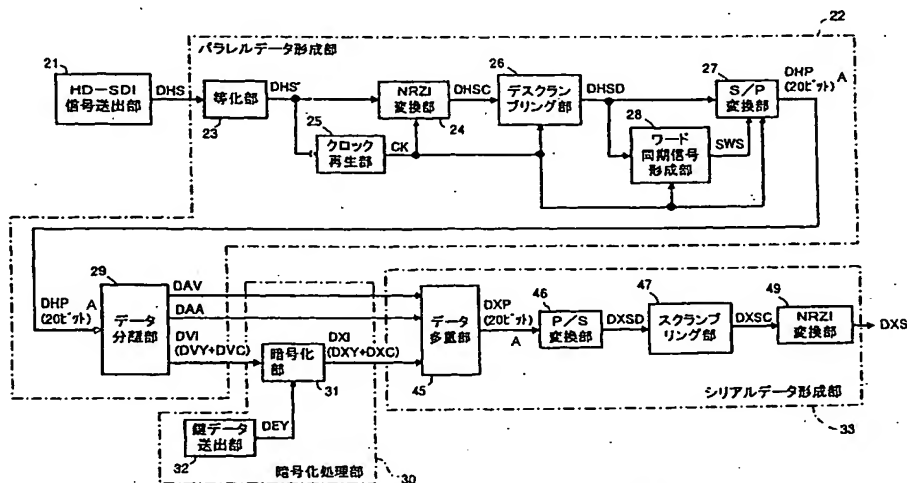 22
パラレルデータ形成部
21
HD-SDI
信号送出部
DHS
等化部
23
DHS'
25
クロック
再生部
CK
NRZI
変換部
24
DHSC
26
デスクラン
ブリング部
DHSD
28
ワード
同期信号
形成部
SWS
27
S/P
変換部
DHP
(20ビット)
A
DHP
(20ビット)
A
29
データ
分離部
DAV
DAA
DVI
(DVY+DVC)
暗号化
部
31
DXI
(DXY+DXC)
鍵データ
送出部
32
DEY
暗号化処理部
30
データ
多重部
45
DXP
(20ビット)
A
46
P/S
変換部
DXSD
47
スクラン
ブリング部
DXSC
49
NRZI
変換部
DXS
シリアルデータ形成部
33